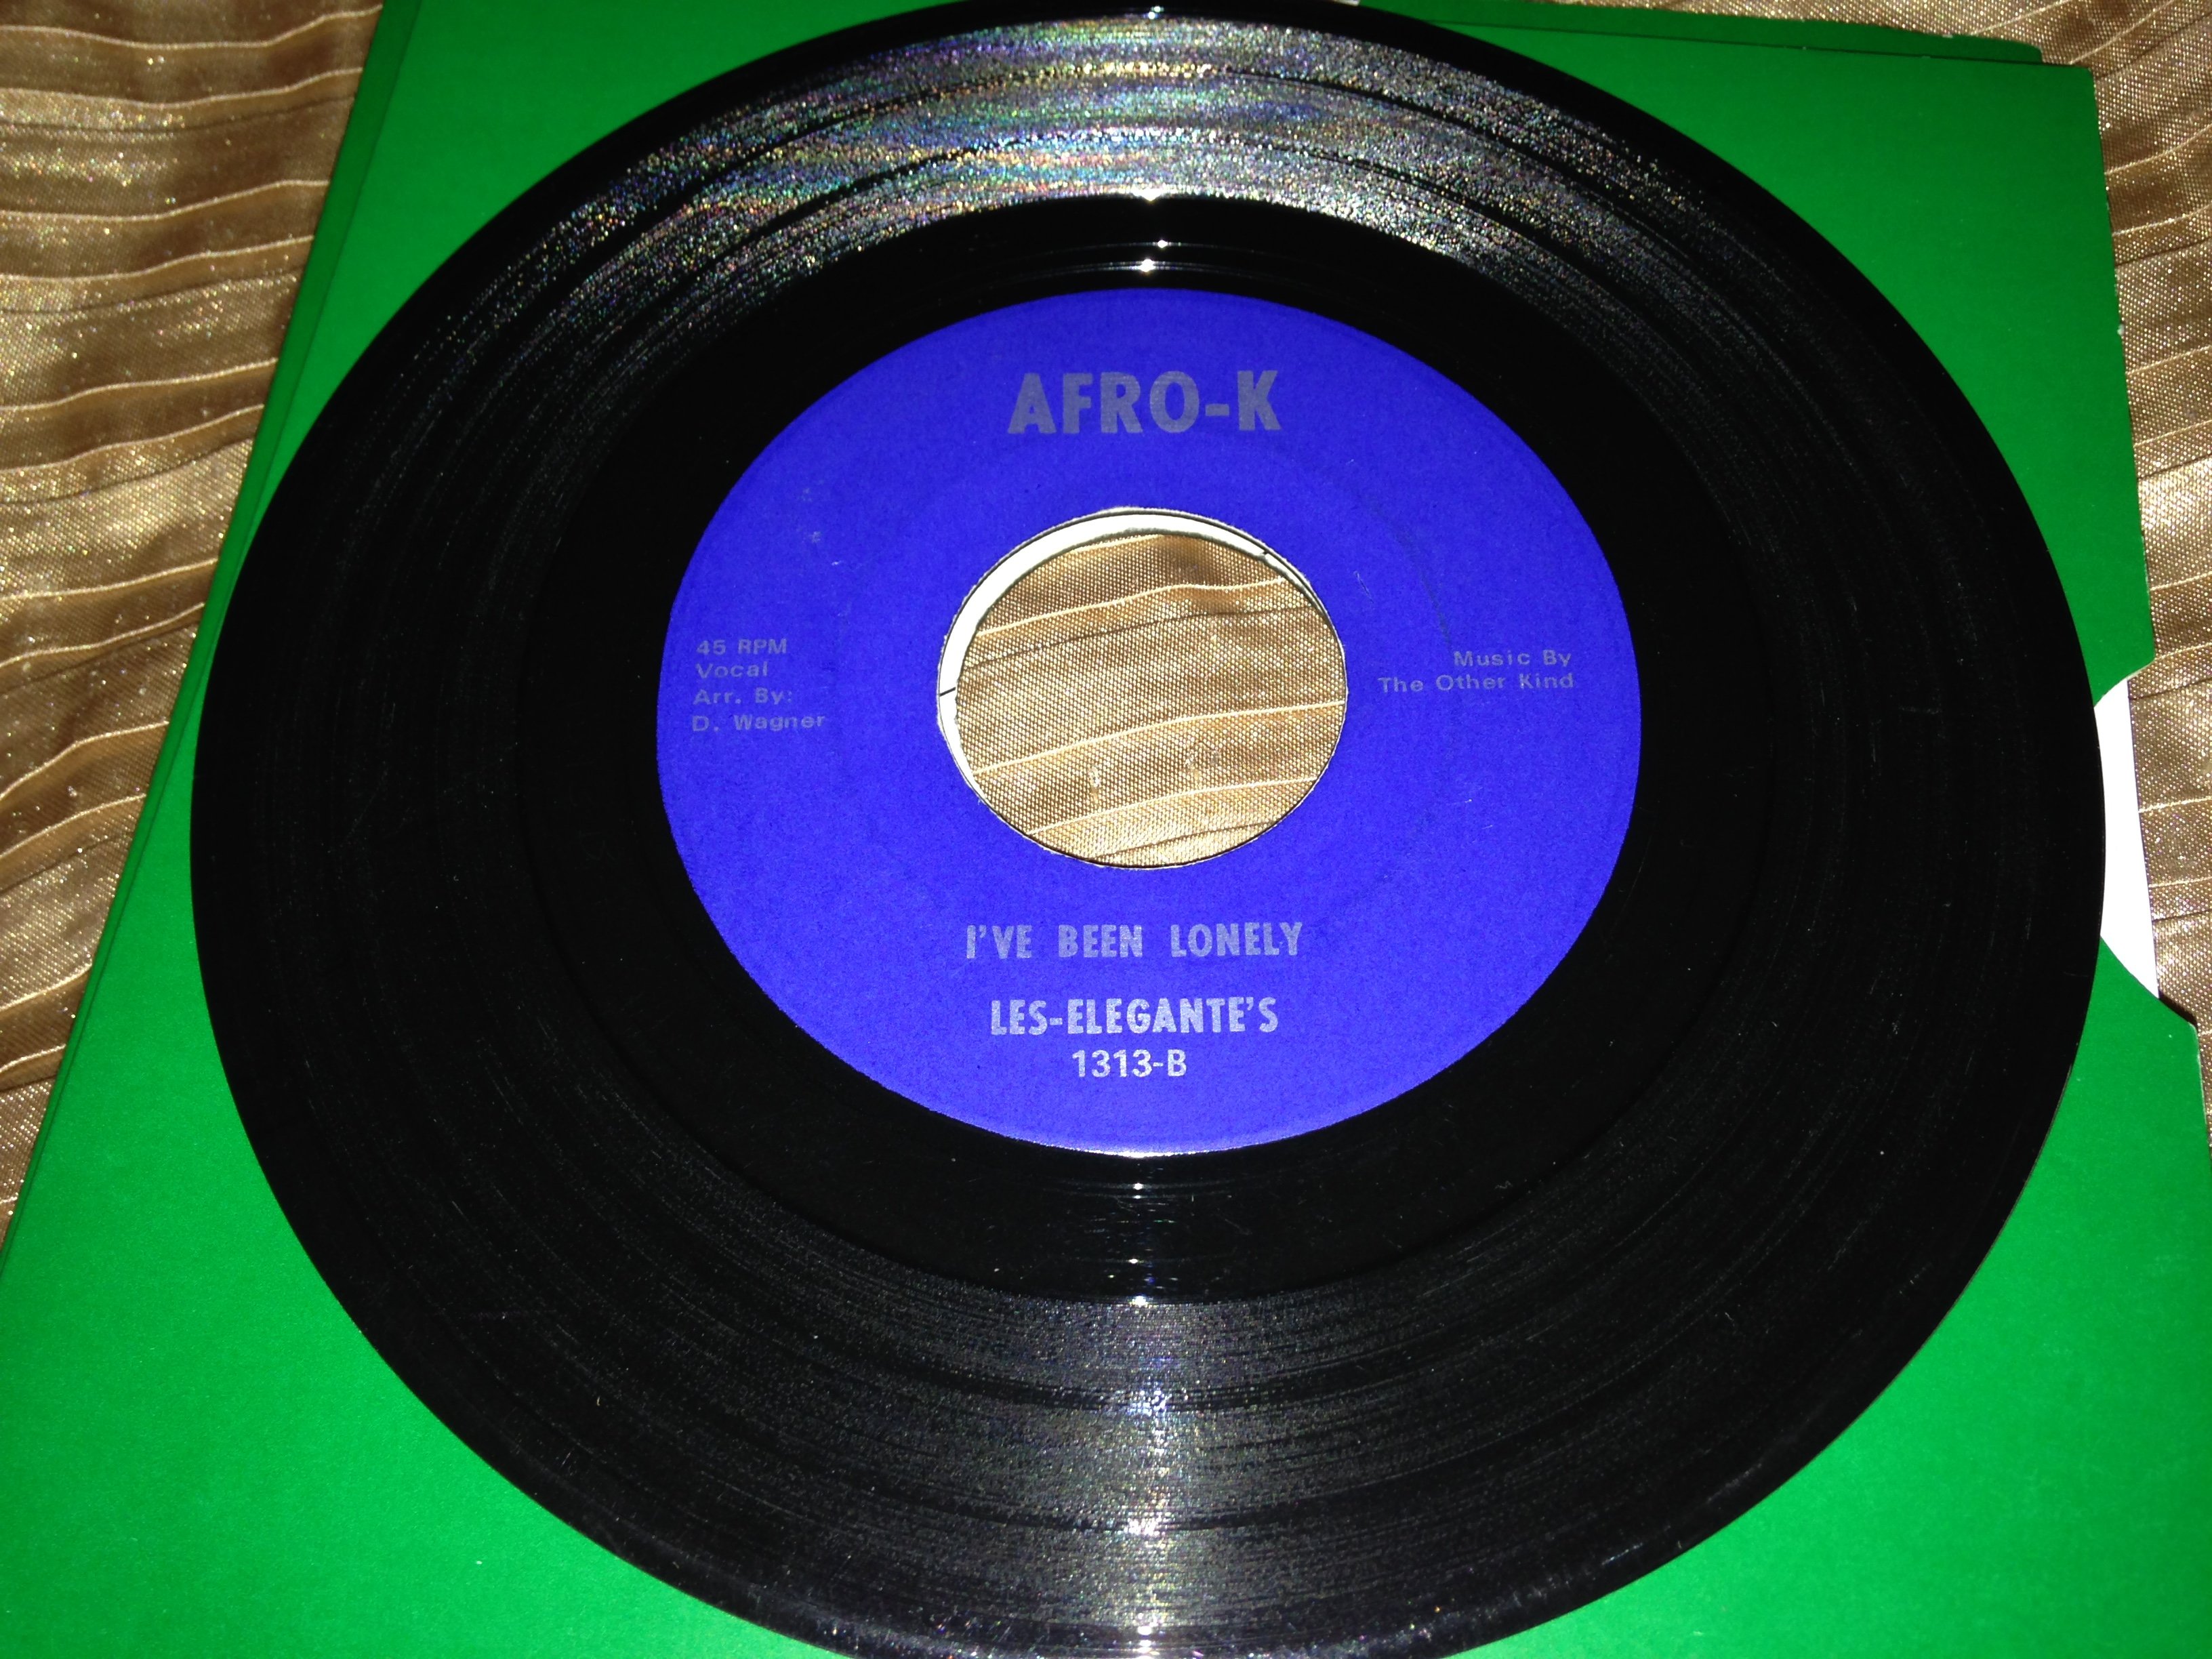 AFRO-K
45 RPM
Vocal
Arr. By:
D. Wagner
Music By
The Other Kind
I'VE BEEN LONELY
LES-ELEGANTE'S
1313-B